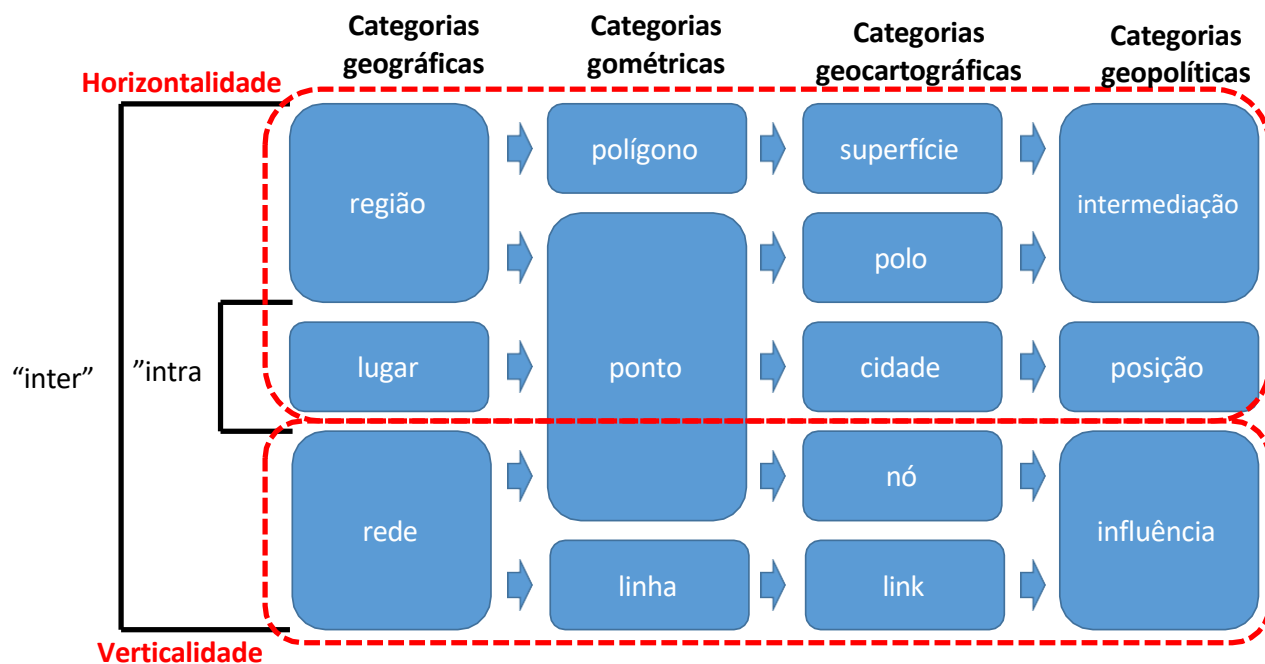 Categorias
geográficas
Categorias
gométricas
Categorias
geocartográficas
Categorias
geopolíticas
Horizontalidade
região
polígono
superfície
intermediação
polo
“inter"
"intra
lugar
ponto
cidade
posição
rede
nó
influência
linha
link
Verticalidade